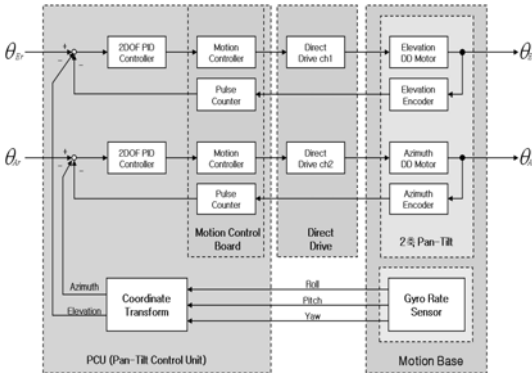 θEr
+
−
−
2DOF PID
Controller
Motion
Controller
Direct
Drive ch1
Elevation
DD Motor
Pulse
Counter
Elevation
Encoder
θAr
+
−
−
2DOF PID
Controller
Motion
Controller
Direct
Drive ch2
Azimuth
DD Motor
Pulse
Counter
Azimuth
Encoder
Motion Control
Board
Direct
Drive
2축 Pan-Tilt
Azimuth
Elevation
Coordinate
Transform
Roll
Pitch
Yaw
Gyro Rate
Sensor
PCU (Pan-Tilt Control Unit)
Motion Base